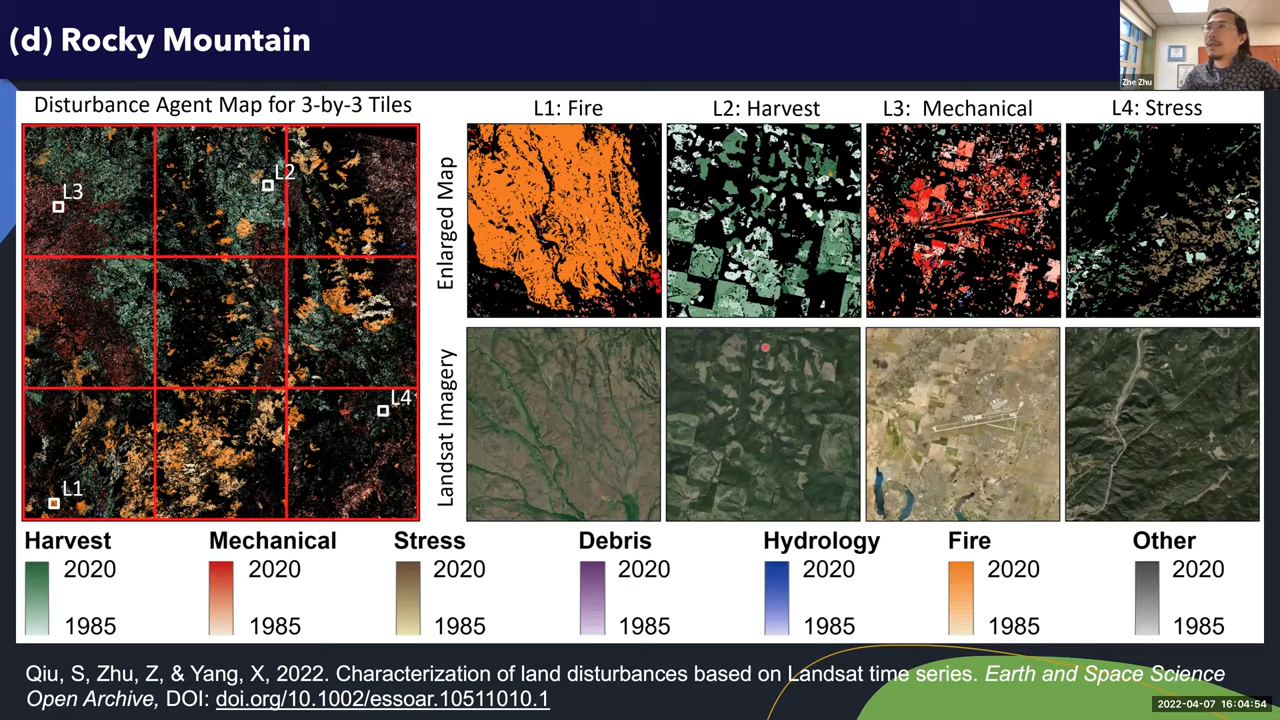 (d) Rocky Mountain
Zhe Zhu
Disturbance Agent Map for 3-by-3 Tiles
L1: Fire
L2: Harvest
L3: Mechanical
L4: Stress
L2
L3
L4
L1
Enlarged Map
Landsat Imagery
Harvest
2020
1985
Mechanical
2020
1985
Stress
2020
1985
Debris
2020
1985
Hydrology
2020
1985
Fire
2020
1985
Other
2020
1985
Qiu, S, Zhu, Z, & Yang, X, 2022. Characterization of land disturbances based on Landsat time series. Earth and Space Science
Open Archive, DOI: doi.org/10.1002/essoar.10511010.1
2022-04-07 16:04:54